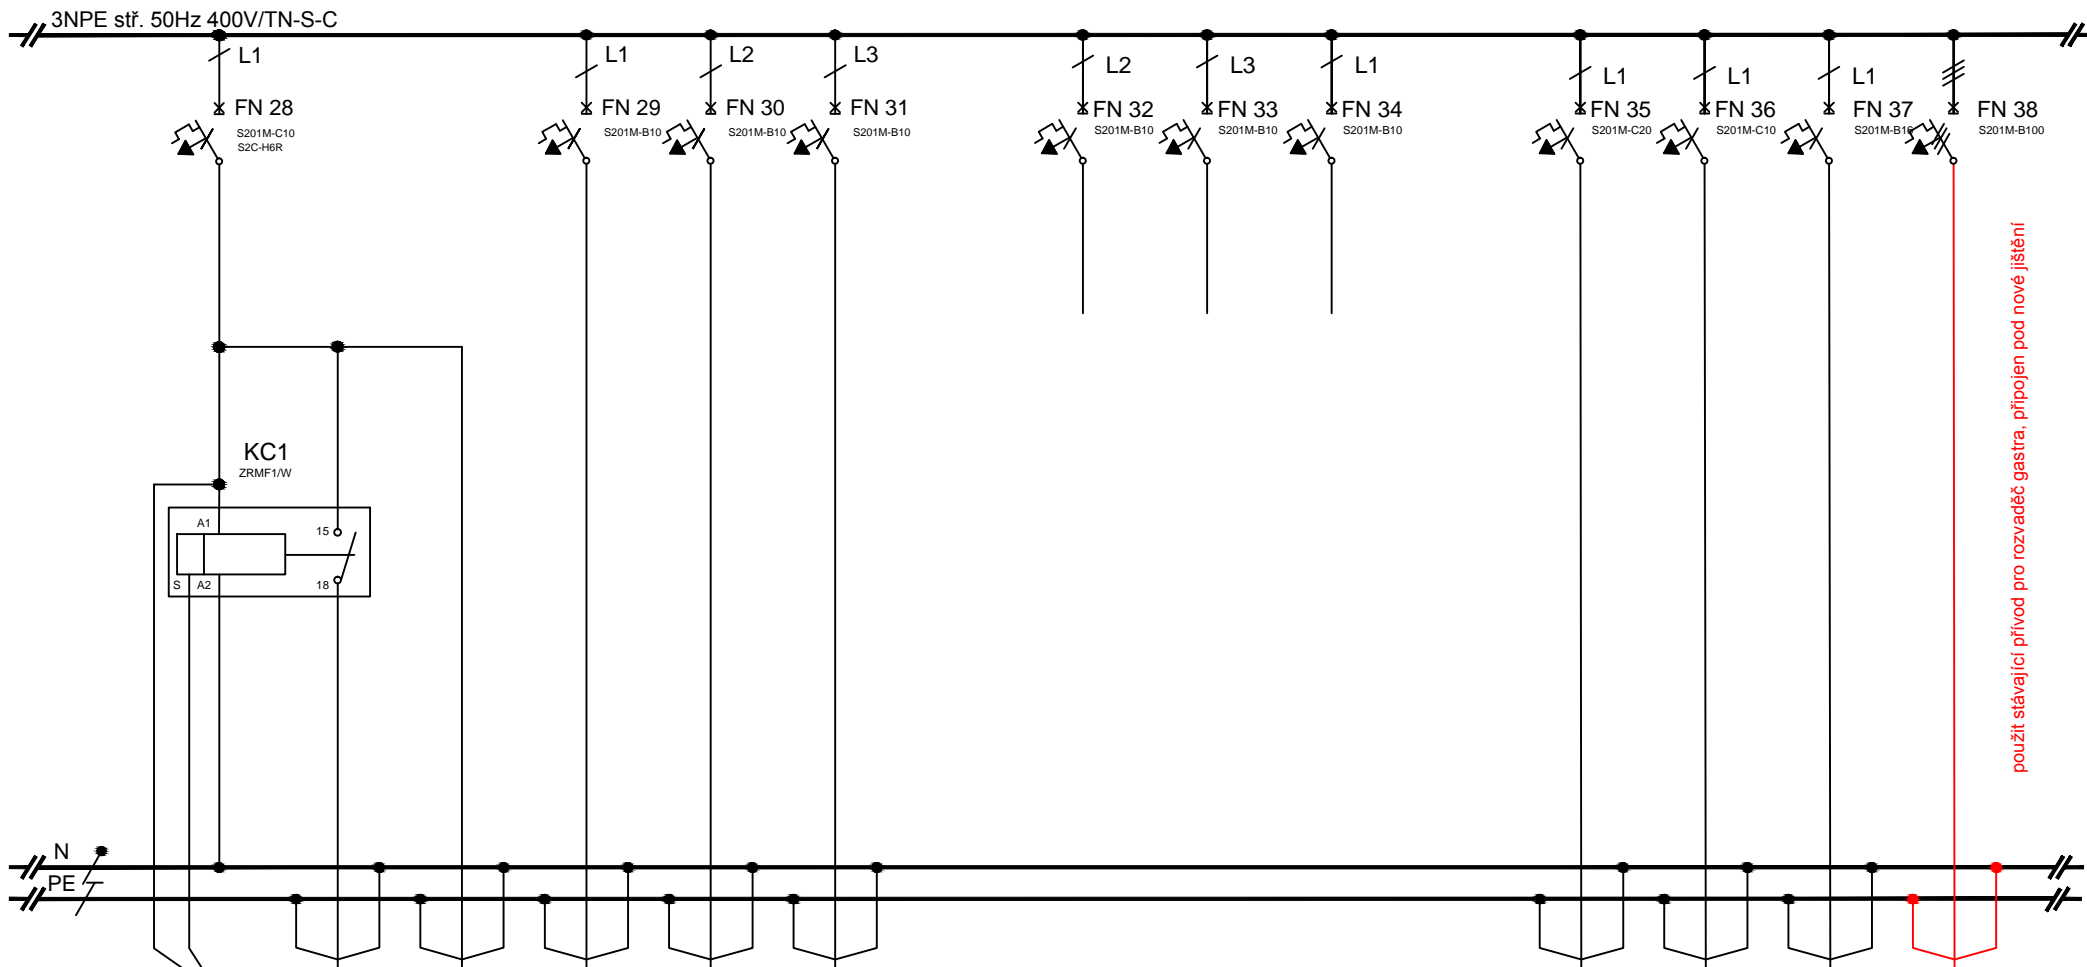 3NPE stř. 50Hz 400V/TN-S-C
L1
L1
L2
L3
L2
L3
L1
L1
L1
L1
FN 28
S201M-C10
S2C-H6R
FN 29
S201M-B10
FN 30
S201M-B10
FN 31
S201M-B10
FN 32
S201M-B10
FN 33
S201M-B10
FN 34
S201M-B10
FN 35
S201M-C20
FN 36
S201M-C10
FN 37
S201M-B16
FN 38
S201M-B100
použit stávající přívod pro rozvaděč gastra, připojen pod nové jištění
KC1
ZRMF1/W
A1
15
S
A2
18
N
PE